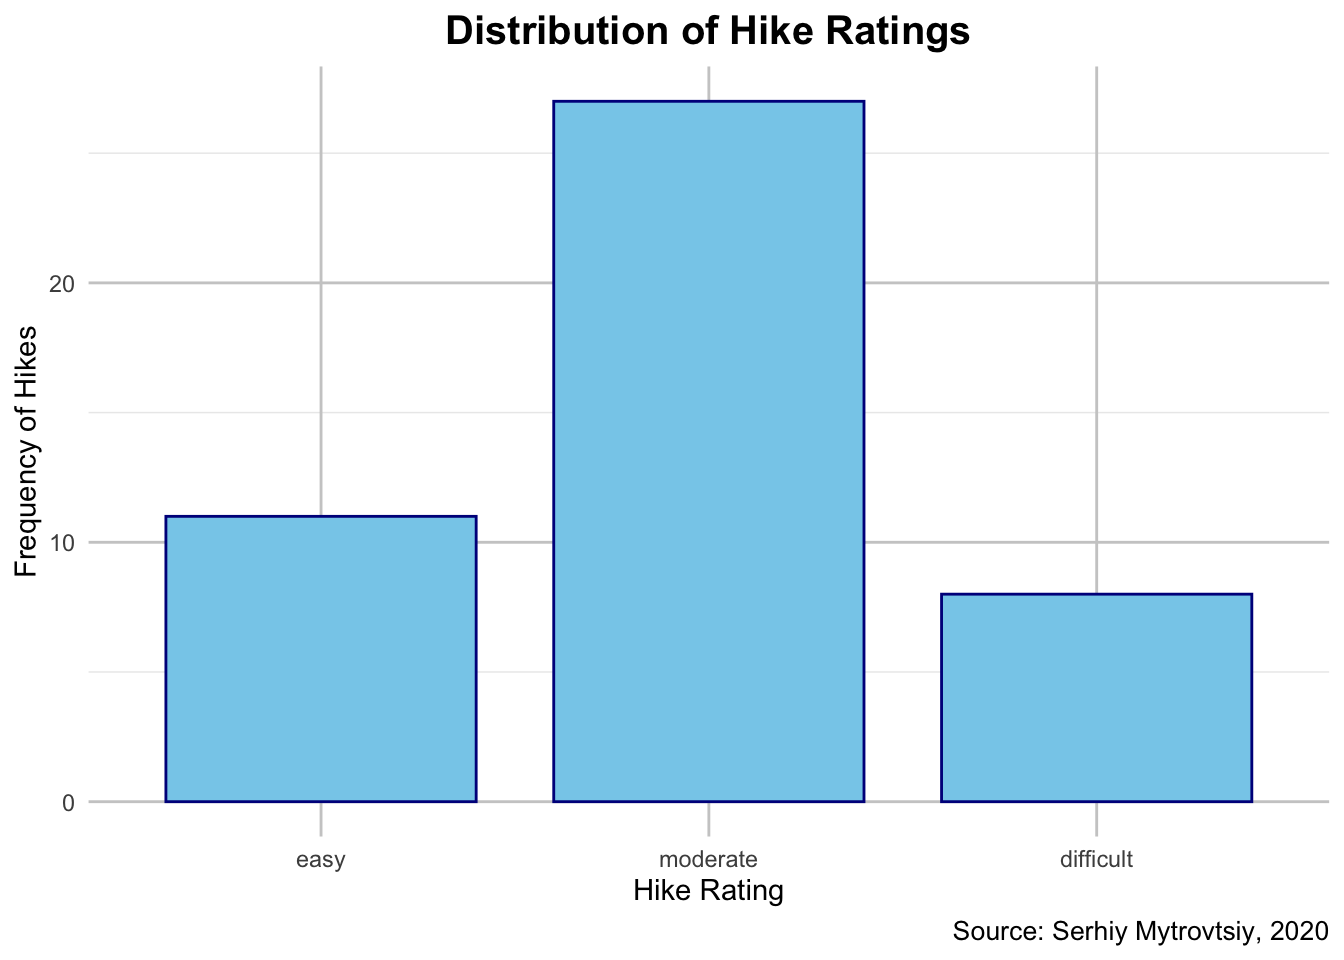 Distribution of Hike Ratings
Frequency of Hikes
20
10
0
easy moderate difficult
Hike Rating
Source: Serhiy Mytrovtsiy, 2020